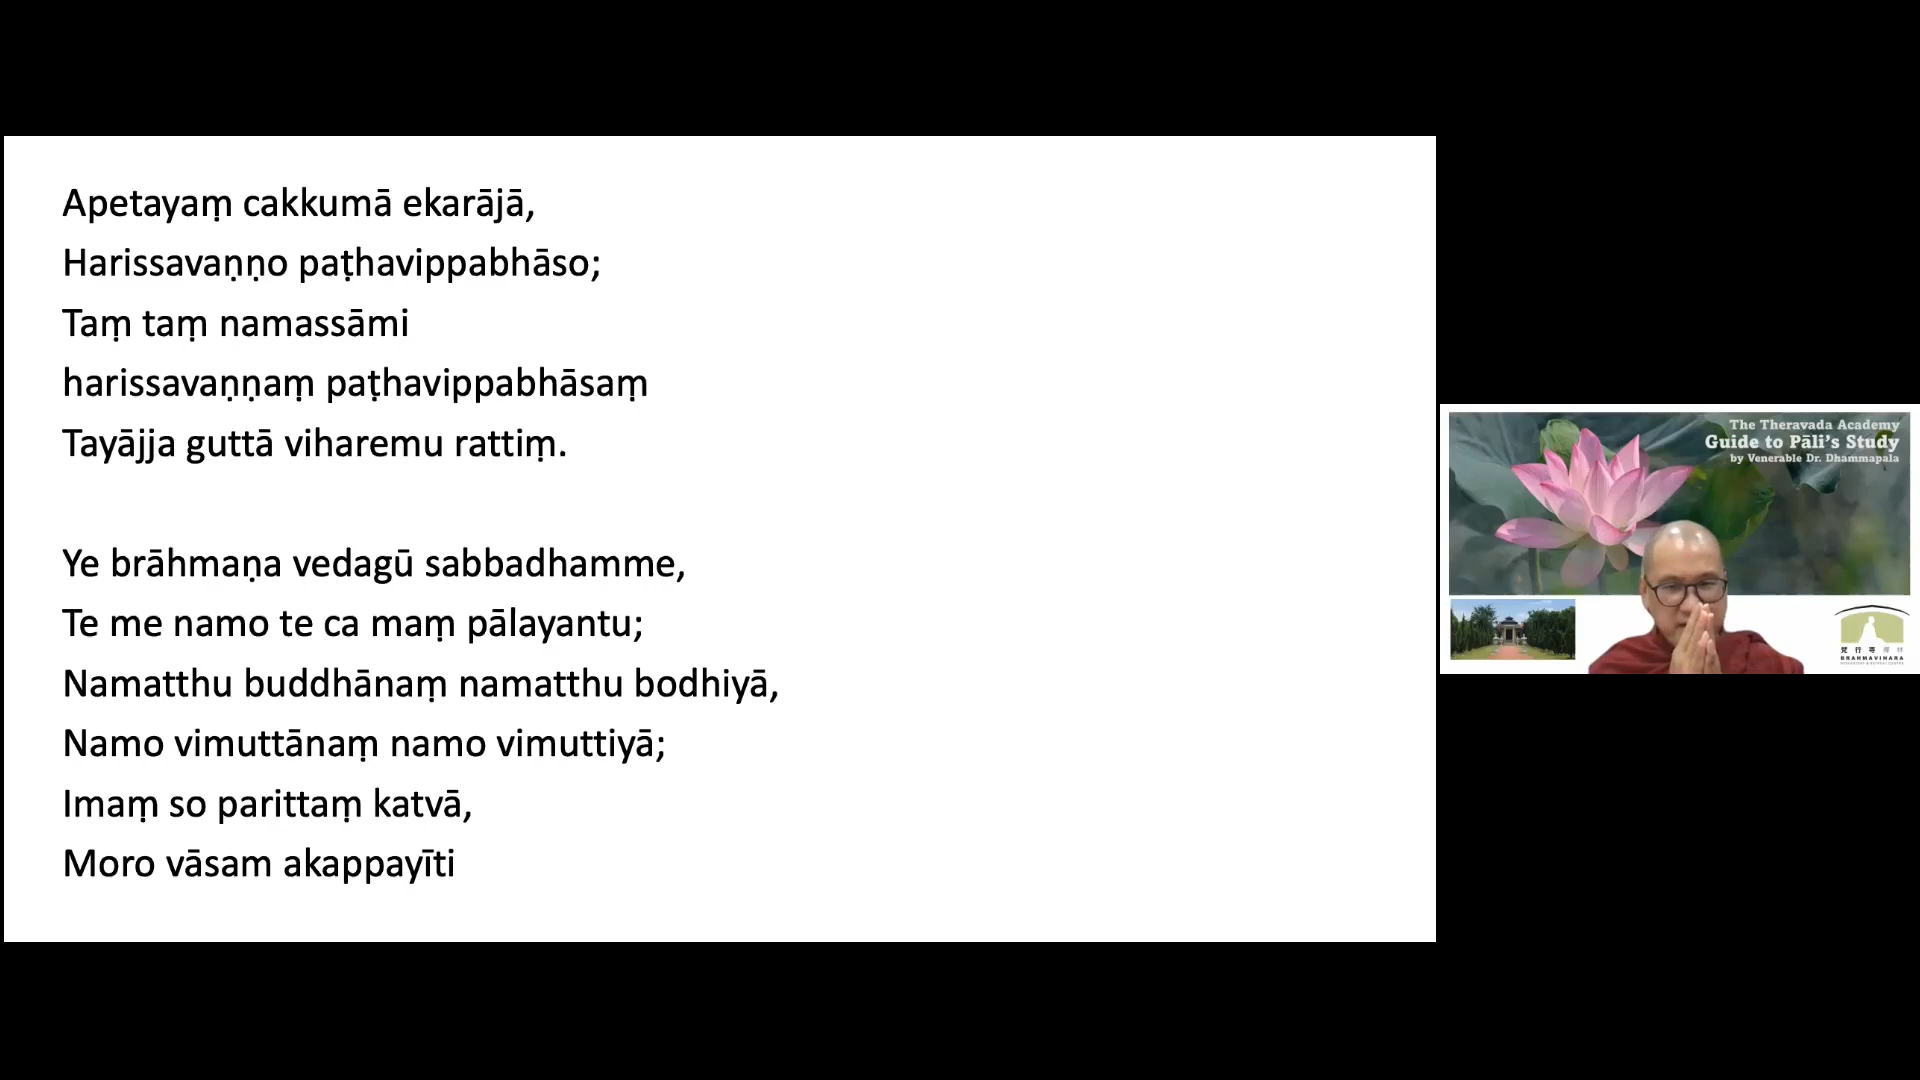 Apetayaṃ cakkumā ekarājā,
Harissavaṇṇo paṭhavippabhāso;
Taṃ taṃ namassāmi
harissavaṇṇaṃ paṭhavippabhāsaṃ
Tayājja guttā viharemu rattiṃ.
Ye brāhmaṇa vedagū sabbadhamme,
Te me namo te ca maṃ pālayantu;
Namatthu buddhānaṃ namatthu bodhiyā,
Namo vimuttānaṃ namo vimuttiyā;
Imaṃ so parittaṃ katvā,
Moro vāsam akappayīti
The Theravada Academy
Guide to Pāli's Study
by Venerable Dr. Dhammapala
BRAHMAVIHARA